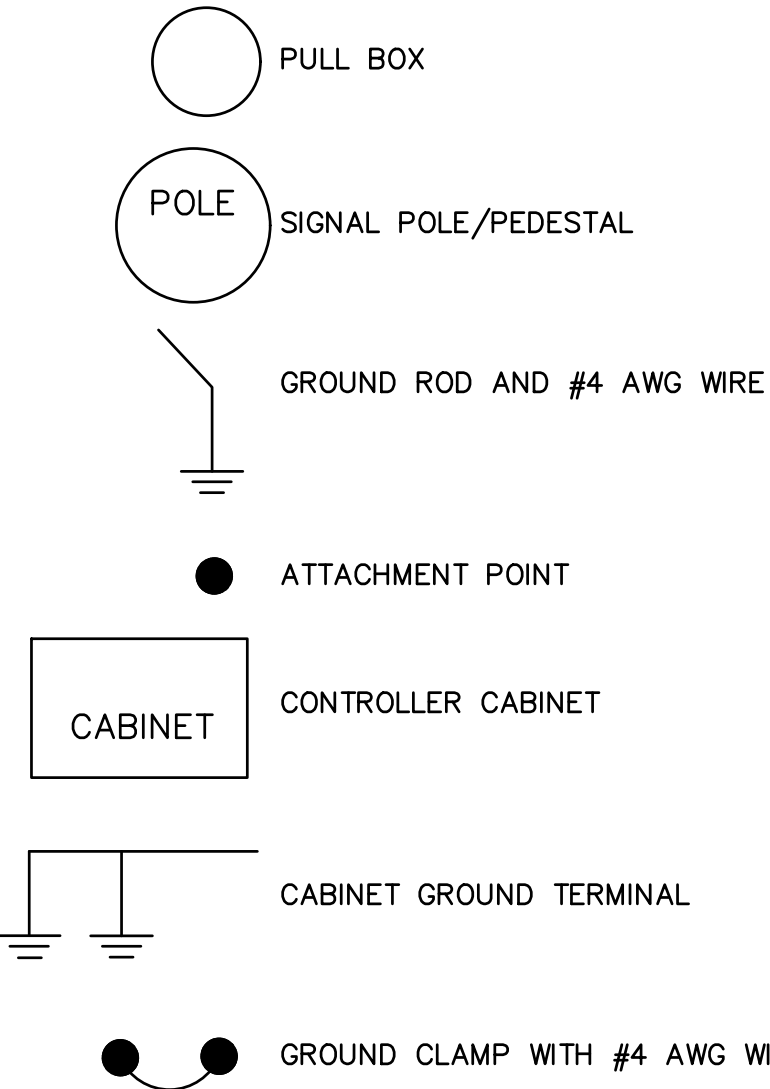 PULL BOX
POLE
SIGNAL POLE/PEDESTAL
GROUND ROD AND #4 AWG WIRE
ATTACHMENT POINT
CONTROLLER CABINET
CABINET
CABINET GROUND TERMINAL
GROUND CLAMP WITH #4 AWG